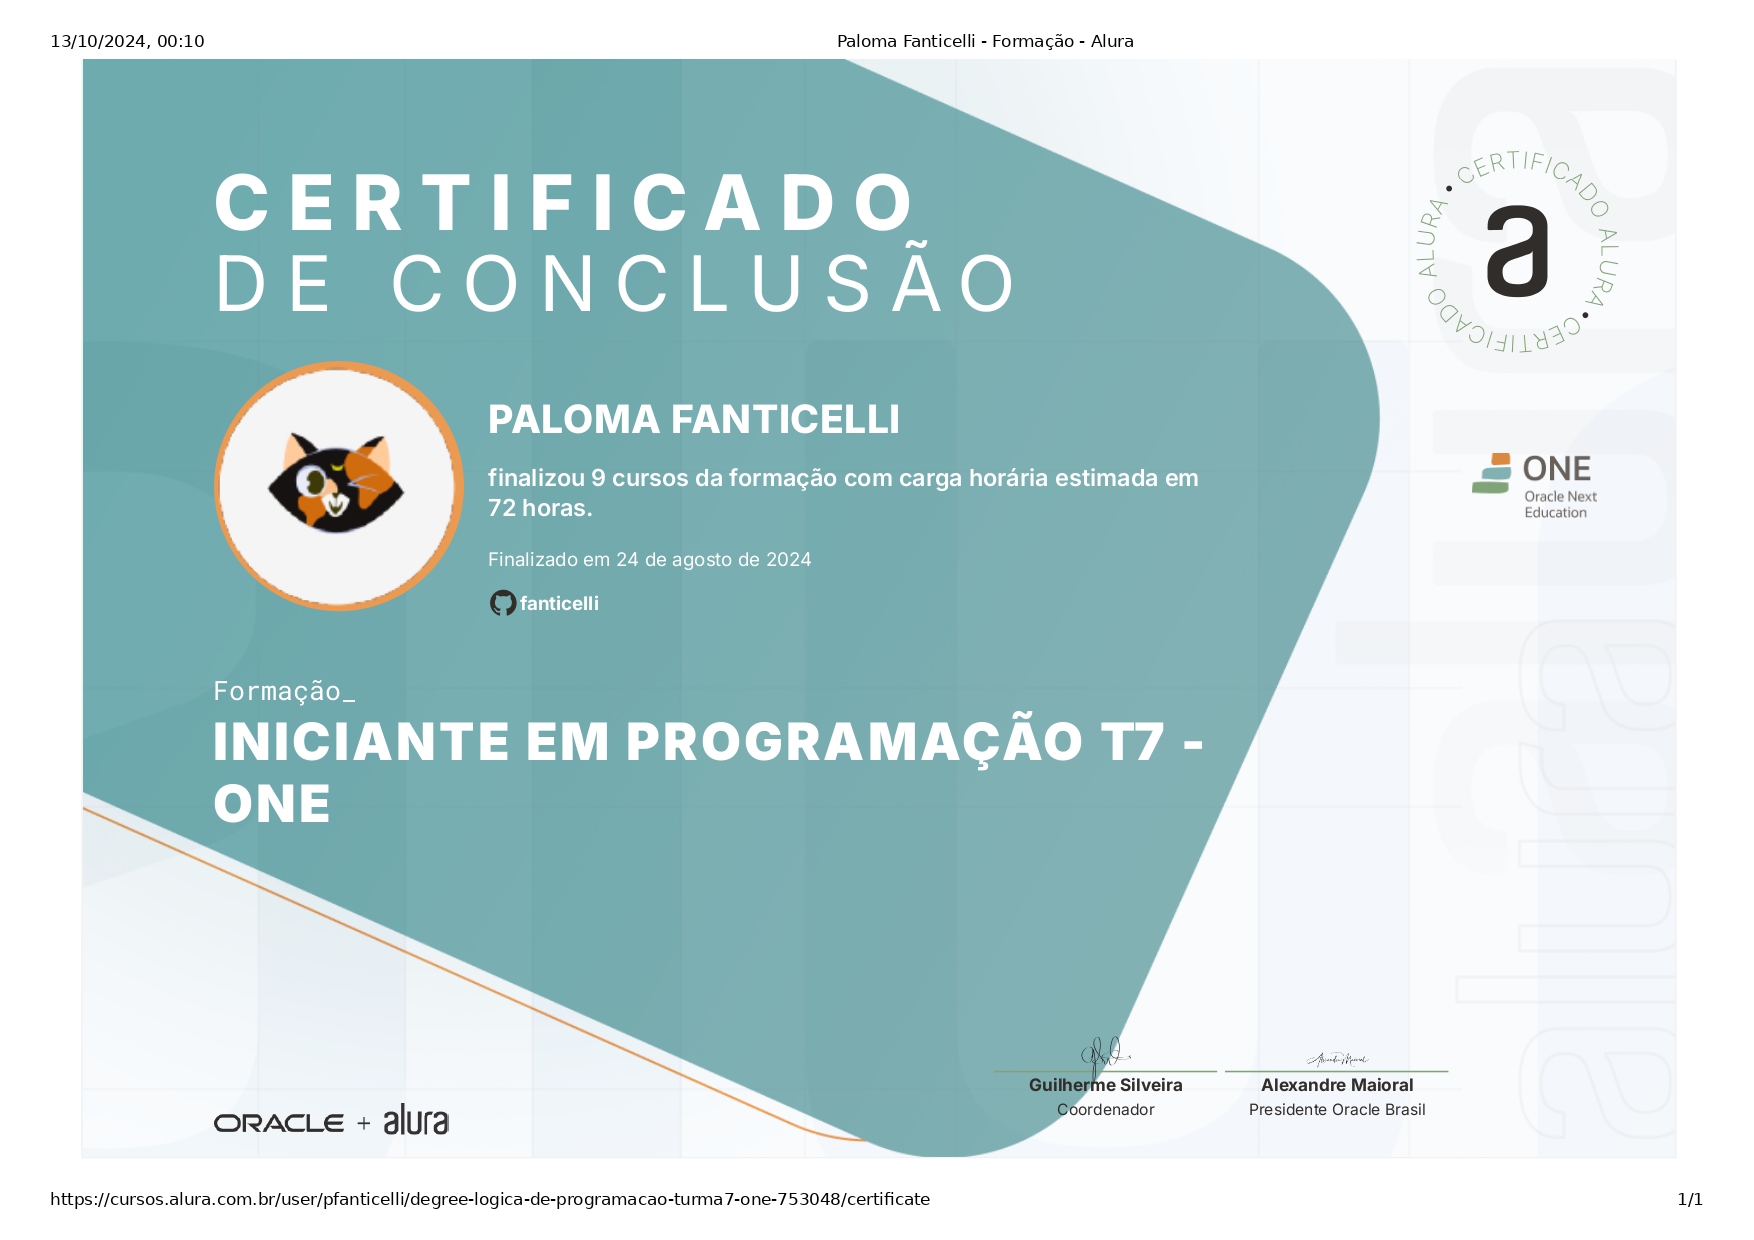 13/10/2024, 00:10
Paloma Fanticelli - Formação - Alura
CERTIFICADO
DE CONCLUSÃO
CERTIFICADO ALURA • CERTIFICADO ALURA •
a
PALOMA FANTICELLI
finalizou 9 cursos da formação com carga horária estimada em
72 horas.
Finalizado em 24 de agosto de 2024
fanticelli
ONE
Oracle Next
Education
Formação_
INICIANTE EM PROGRAMAÇÃO T7 -
ONE
alura
alura
Guilherme Silveira
Coordenador
Alexandre Maioral
Presidente Oracle Brasil
ORACLE + alura
https://cursos.alura.com.br/user/pfanticelli/degree-logica-de-programacao-turma7-one-753048/certificate
1/1